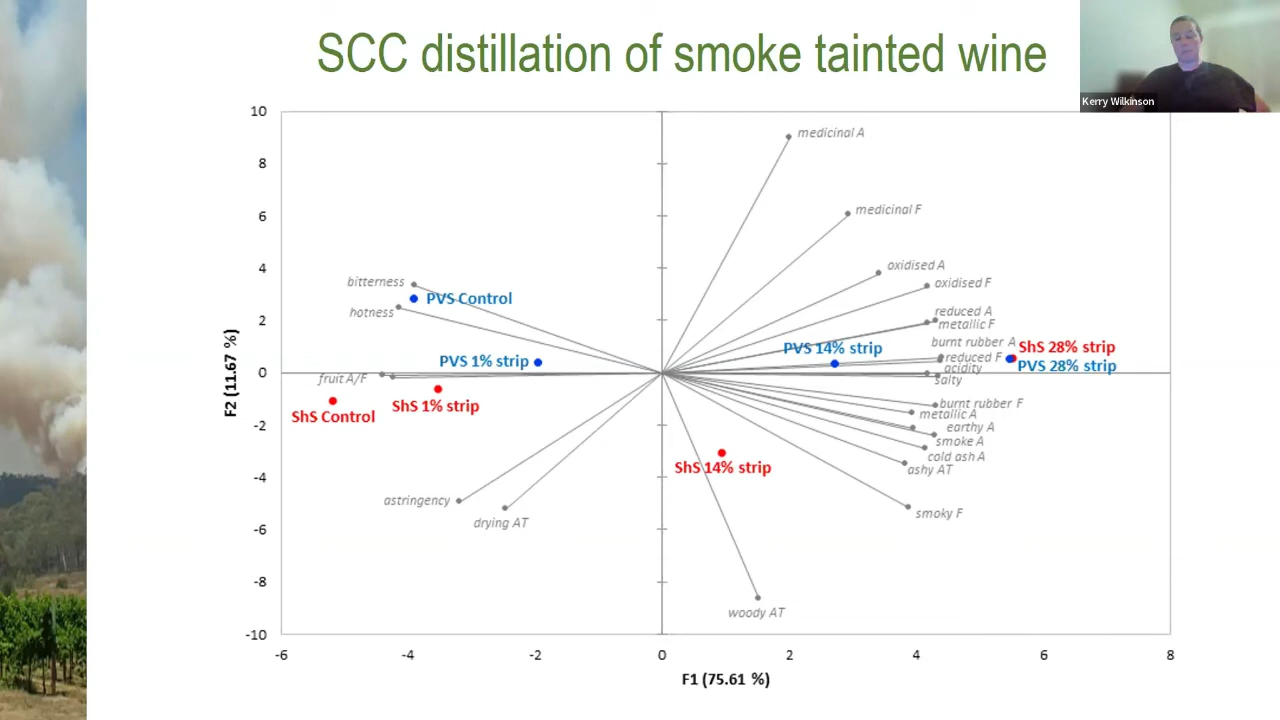 SCC distillation of smoke tainted wine
Kerry Wilkinson
10
8
6
4
2
0
-2
-4
-6
-8
-10
F2 (11.67 %)
medicinal A
medicinal F
oxidised A
oxidised F
reduced A
metallic F
burnt rubber A
reduced F
acidity
salty
burnt rubber F
metallic A
earthy A
smoke A
cold ash A
ashy AT
smoky F
woody AT
bitterness
hotness
fruit A/F
astringency
drying AT
PVS Control
PVS 1% strip
PVS 14% strip
ShS 28% strip
PVS 28% strip
ShS Control
ShS 1% strip
ShS 14% strip
-6
-4
-2
0
2
4
6
8
F1 (75.61 %)